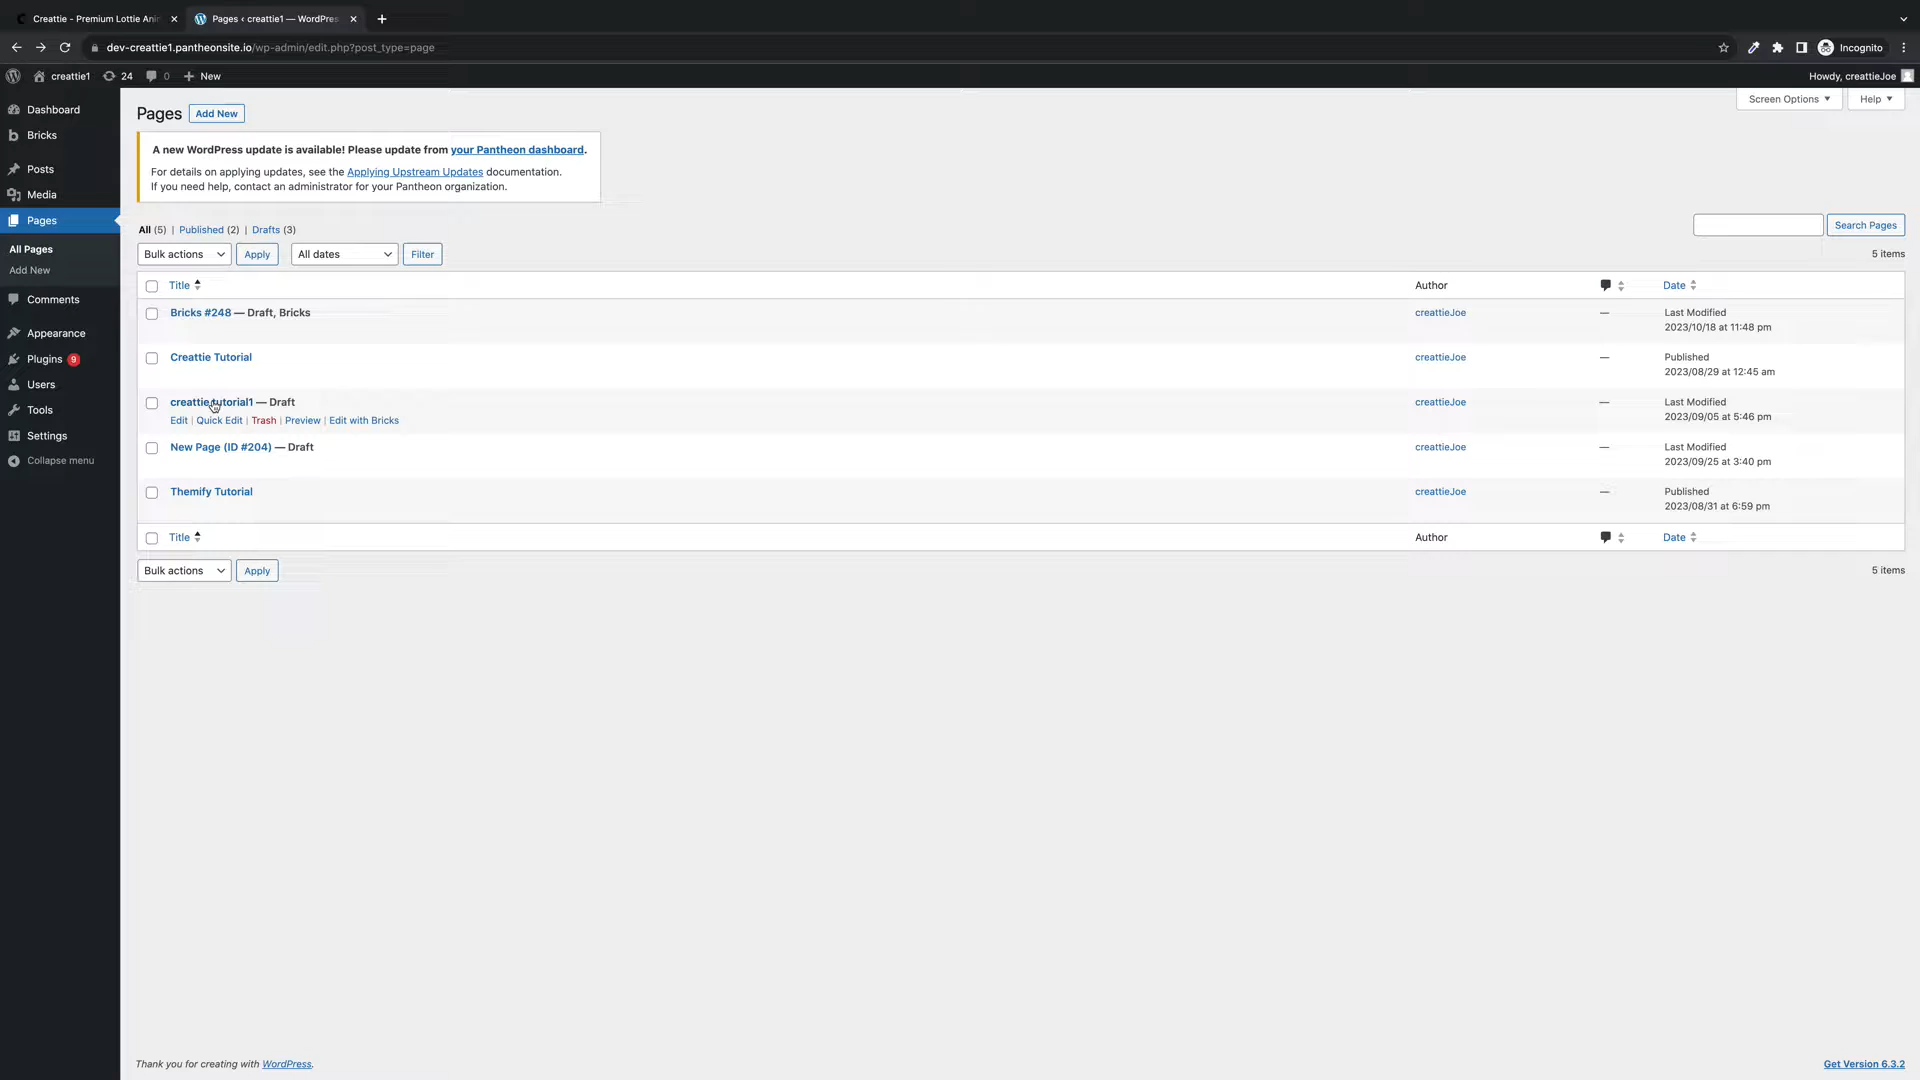 Creattie - Premium Lottie Ani
Pages ‹ creattie1 — WordPres
dev-creattie1.pantheonsite.io/wp-admin/edit.php?post_type=page
Incognito
creattie1 24 0 New
Howdy, creattieJoe
Dashboard
Bricks
Posts
Media
Pages
All Pages
Add New
Comments
Appearance
Plugins 9
Users
Tools
Settings
Collapse menu
Screen Options Help
Pages Add New
A new WordPress update is available! Please update from your Pantheon dashboard.
For details on applying updates, see the Applying Upstream Updates documentation.
If you need help, contact an administrator for your Pantheon organization.
All (5) | Published (2) | Drafts (3)
Search Pages
Bulk actions Apply All dates Filter
5 items
Title Author Date
Bricks #248 — Draft, Bricks creattieJoe — Last Modified
2023/10/18 at 11:48 pm
Creattie Tutorial creattieJoe — Published
2023/08/29 at 12:45 am
creattie tutorial1 — Draft creattieJoe — Last Modified
2023/09/05 at 5:46 pm
Edit | Quick Edit | Trash | Preview | Edit with Bricks
New Page (ID #204) — Draft creattieJoe — Last Modified
2023/09/25 at 3:40 pm
Themify Tutorial creattieJoe — Published
2023/08/31 at 6:59 pm
Title Author Date
Bulk actions Apply
5 items
Thank you for creating with WordPress.
Get Version 6.3.2